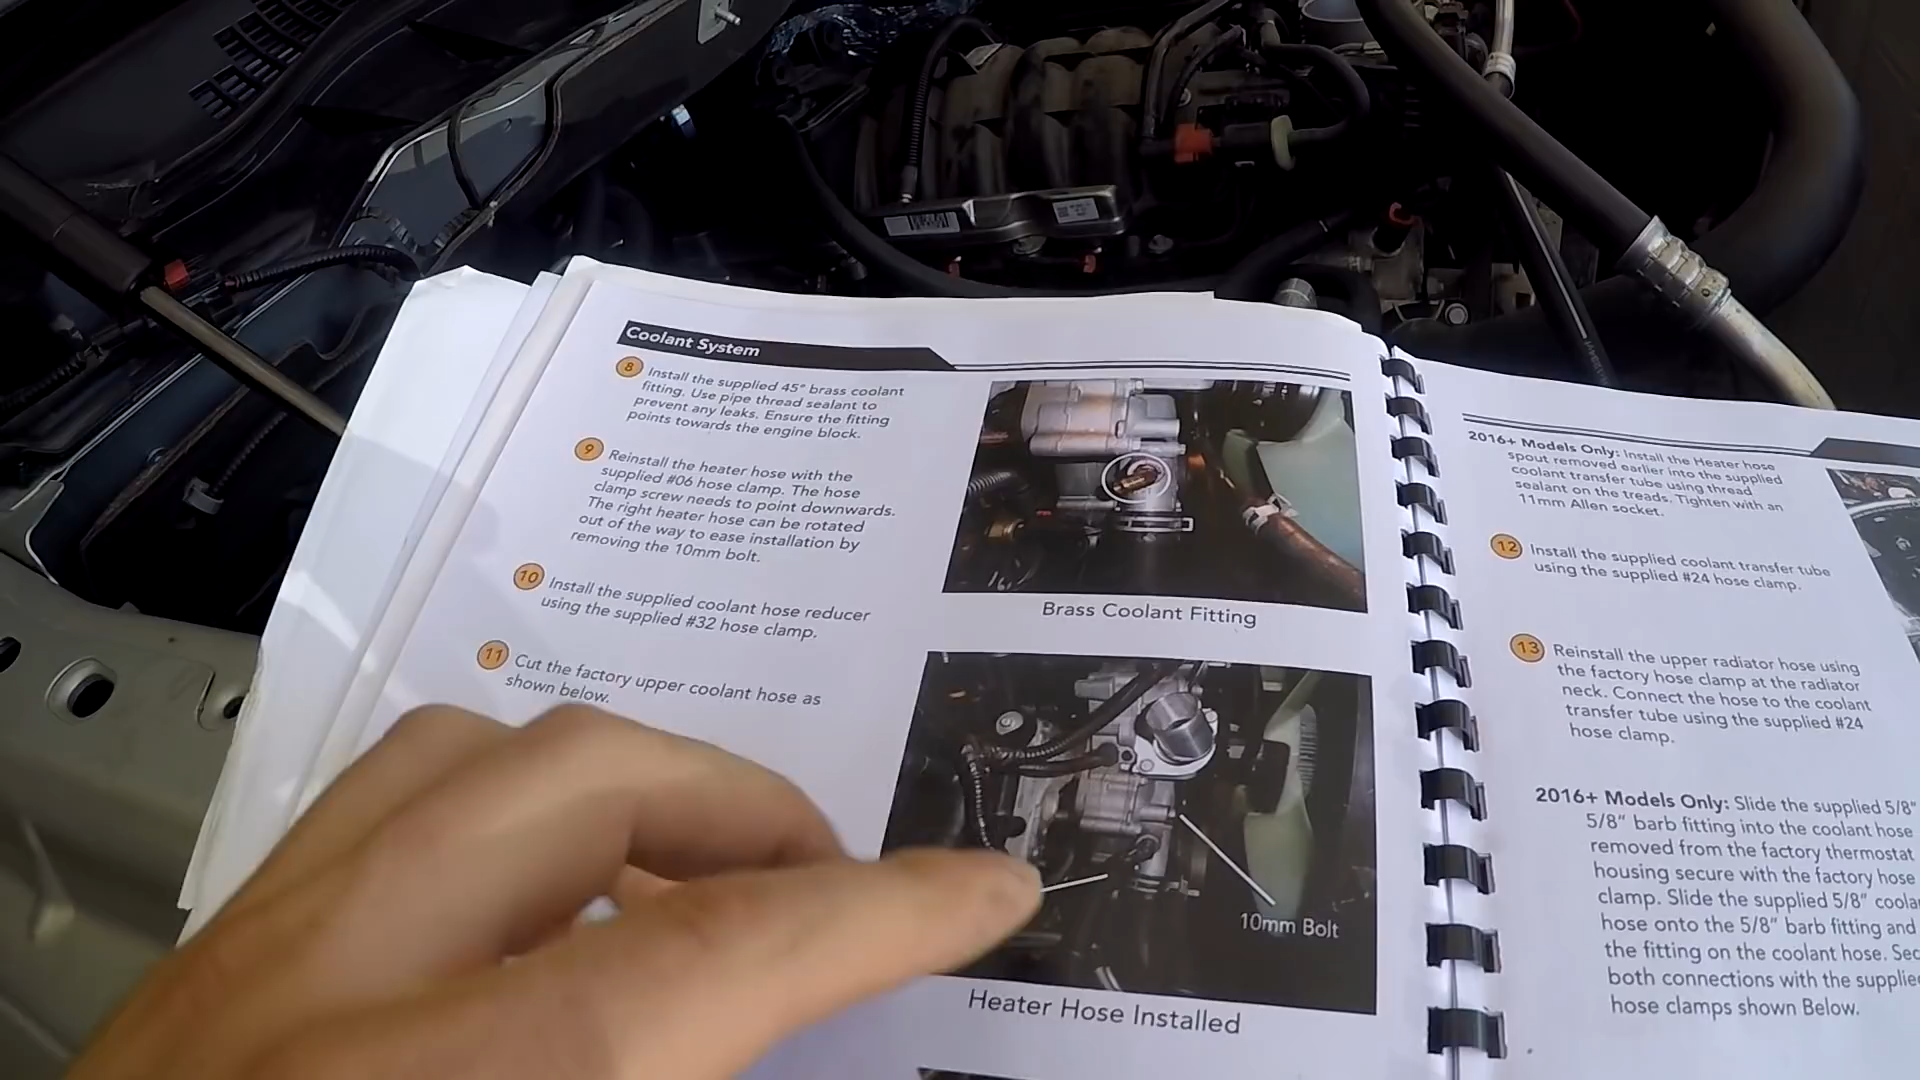 Coolant System
8 Install the supplied 45° brass coolant
fitting. Use pipe thread sealant to
prevent any leaks. Ensure the fitting
points towards the engine block.
9 Reinstall the heater hose with the
supplied #06 hose clamp. The hose
clamp screw needs to point downwards.
The right heater hose can be rotated
out of the way to ease installation by
removing the 10mm bolt.
10 Install the supplied coolant hose reducer
using the supplied #32 hose clamp.
11 Cut the factory upper coolant hose as
shown below.
Brass Coolant Fitting
10mm Bolt
Heater Hose Installed
2016+ Models Only: Install the Heater hose
spout removed earlier into the supplied
coolant transfer tube using thread
sealant on the treads. Tighten with an
11mm Allen socket.
12 Install the supplied coolant transfer tube
using the supplied #24 hose clamp.
13 Reinstall the upper radiator hose using
the factory hose clamp at the radiator
neck. Connect the hose to the coolant
transfer tube using the supplied #24
hose clamp.
2016+ Models Only: Slide the supplied 5/8"
5/8" barb fitting into the coolant hose
removed from the factory thermostat
housing secure with the factory hose
clamp. Slide the supplied 5/8" coola
hose onto the 5/8" barb fitting and
the fitting on the coolant hose. Sec
both connections with the supplie
hose clamps shown Below.